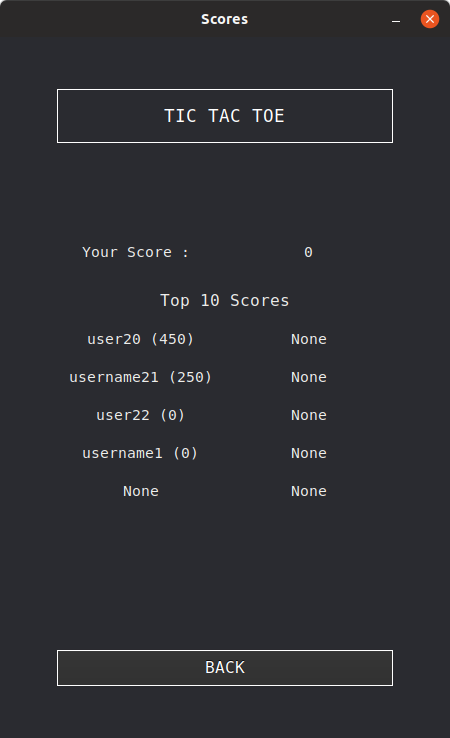 Scores
TIC TAC TOE
Your Score : 0
Top 10 Scores
user20 (450) None
username21 (250) None
user22 (0) None
username1 (0) None
None None
BACK